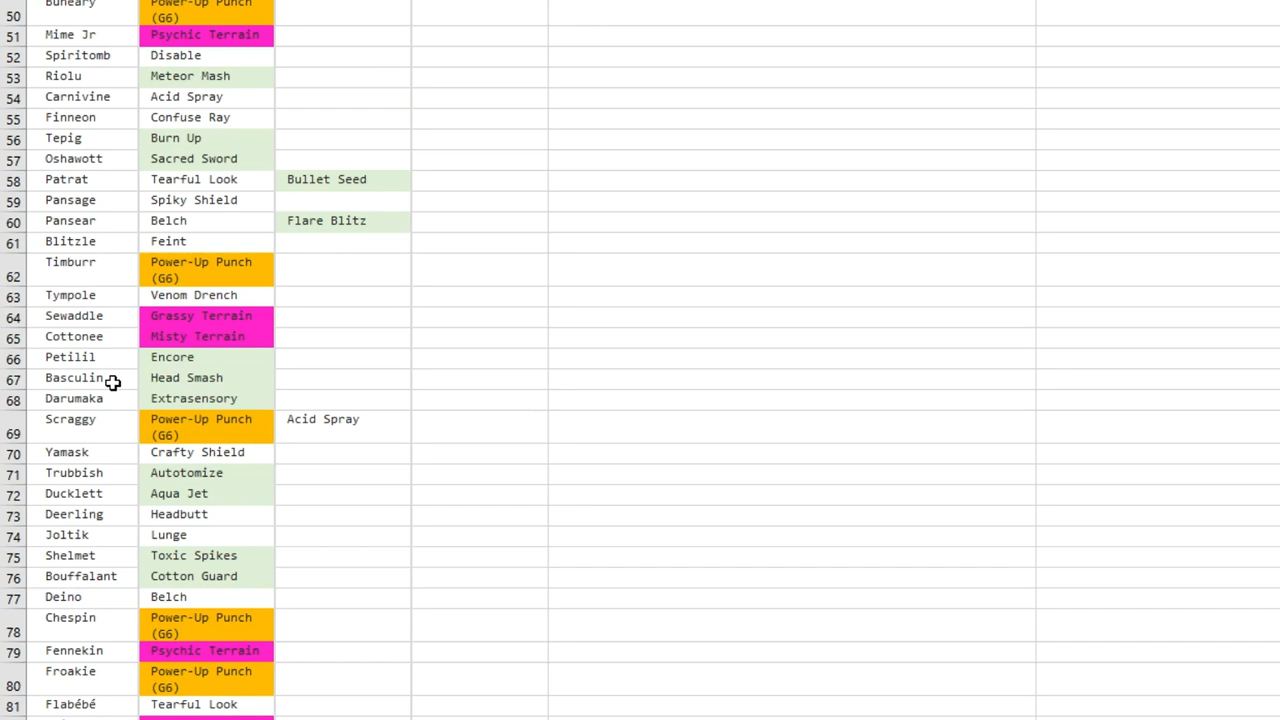 50 Buneary Power-Up Punch
(G6)
51 Mime Jr Psychic Terrain
52 Spiritomb Disable
53 Riolu Meteor Mash
54 Carnivine Acid Spray
55 Finneon Confuse Ray
56 Tepig Burn Up
57 Oshawott Sacred Sword
58 Patrat Tearful Look Bullet Seed
59 Pansage Spiky Shield
60 Pansear Belch Flare Blitz
61 Blitzle Feint
62 Timburr Power-Up Punch
(G6)
63 Tympole Venom Drench
64 Sewaddle Grassy Terrain
65 Cottonee Misty Terrain
66 Petilil Encore
67 Basculin Head Smash
68 Darumaka Extrasensory
69 Scraggy Power-Up Punch Acid Spray
(G6)
70 Yamask Crafty Shield
71 Trubbish Autotomize
72 Ducklett Aqua Jet
73 Deerling Headbutt
74 Joltik Lunge
75 Shelmet Toxic Spikes
76 Bouffalant Cotton Guard
77 Deino Belch
78 Chespin Power-Up Punch
(G6)
79 Fennekin Psychic Terrain
80 Froakie Power-Up Punch
(G6)
81 Flabébé Tearful Look